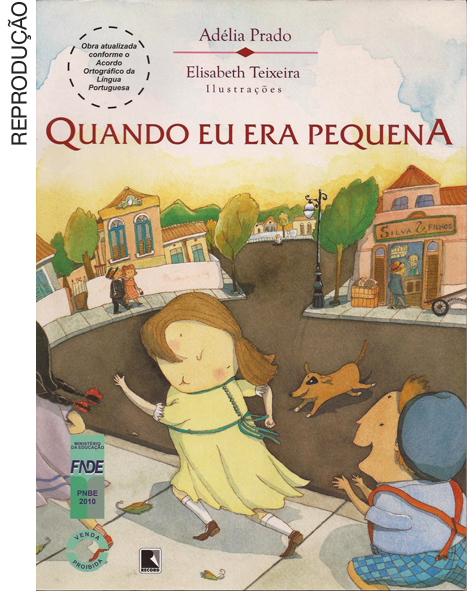 REPRODUÇÃO
Adélia Prado
Elisabeth Teixeira
Ilustrações
Obra atualizada
conforme o
Acordo
Ortográfico da
Língua
Portuguesa
QUANDO EU ERA PEQUENA
SILVA & FILHOS
MINISTÉRIO
DA EDUCAÇÃO
FNDE
PNBE
2010
VENDA
PROIBIDA
R
RECORD